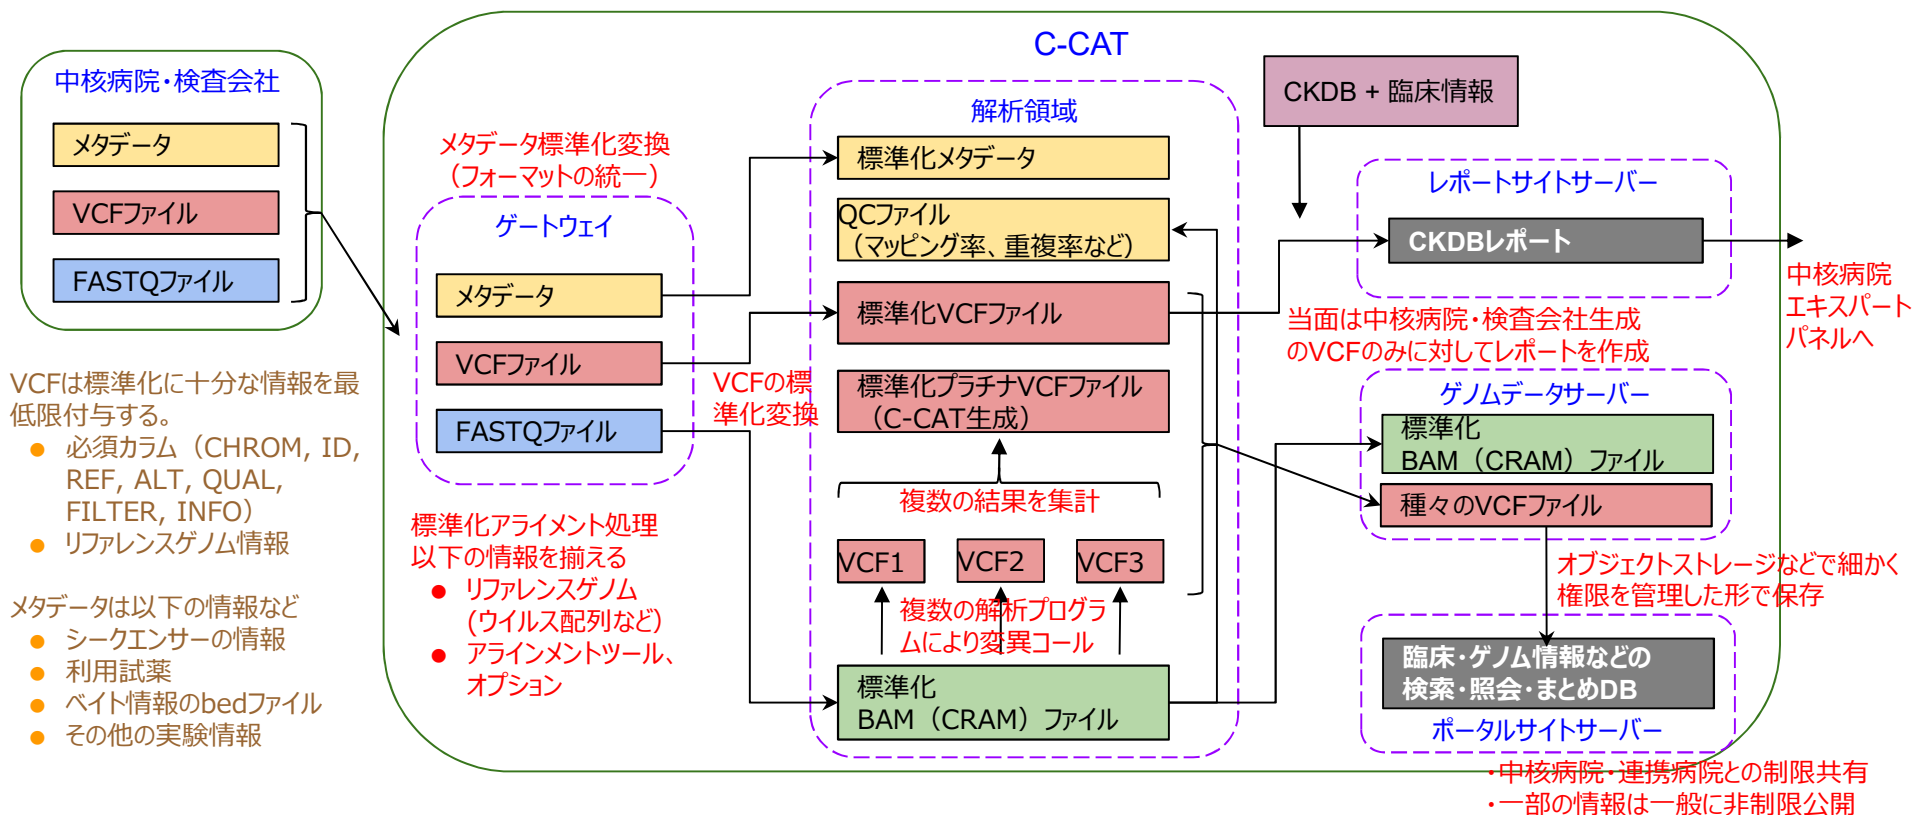 C-CAT
中核病院・検査会社
メタデータ
VCFファイル
FASTQファイル
VCFは標準化に十分な情報を最
低限付与する。
● 必須カラム（CHROM, ID,
REF, ALT, QUAL,
FILTER, INFO）
● リファレンスゲノム情報
メタデータは以下の情報など
● シークエンサーの情報
● 利用試薬
● ベイト情報のbedファイル
● その他の実験情報
メタデータ標準化変換
（フォーマットの統一）
ゲートウェイ
メタデータ
VCFファイル
FASTQファイル
標準化アライメント処理
以下の情報を揃える
● リファレンスゲノム
(ウイルス配列など)
● アラインメントツール、
オプション
VCFの標
準化変換
解析領域
標準化メタデータ
QCファイル
（マッピング率、重複率など）
標準化VCFファイル
標準化プラチナVCFファイル
（C-CAT生成）
複数の結果を集計
VCF1
VCF2
VCF3
複数の解析プログラ
ムにより変異コール
標準化
BAM（CRAM）ファイル
CKDB + 臨床情報
レポートサイトサーバー
CKDBレポート
中核病院
エキスパート
パネルへ
当面は中核病院・検査会社生成
のVCFのみに対してレポートを作成
ゲノムデータサーバー
標準化
BAM（CRAM）ファイル
種々のVCFファイル
オブジェクトストレージなどで細かく
権限を管理した形で保存
臨床・ゲノム情報などの
検索・照会・まとめDB
ポータルサイトサーバー
・中核病院・連携病院との制限共有
・一部の情報は一般に非制限公開